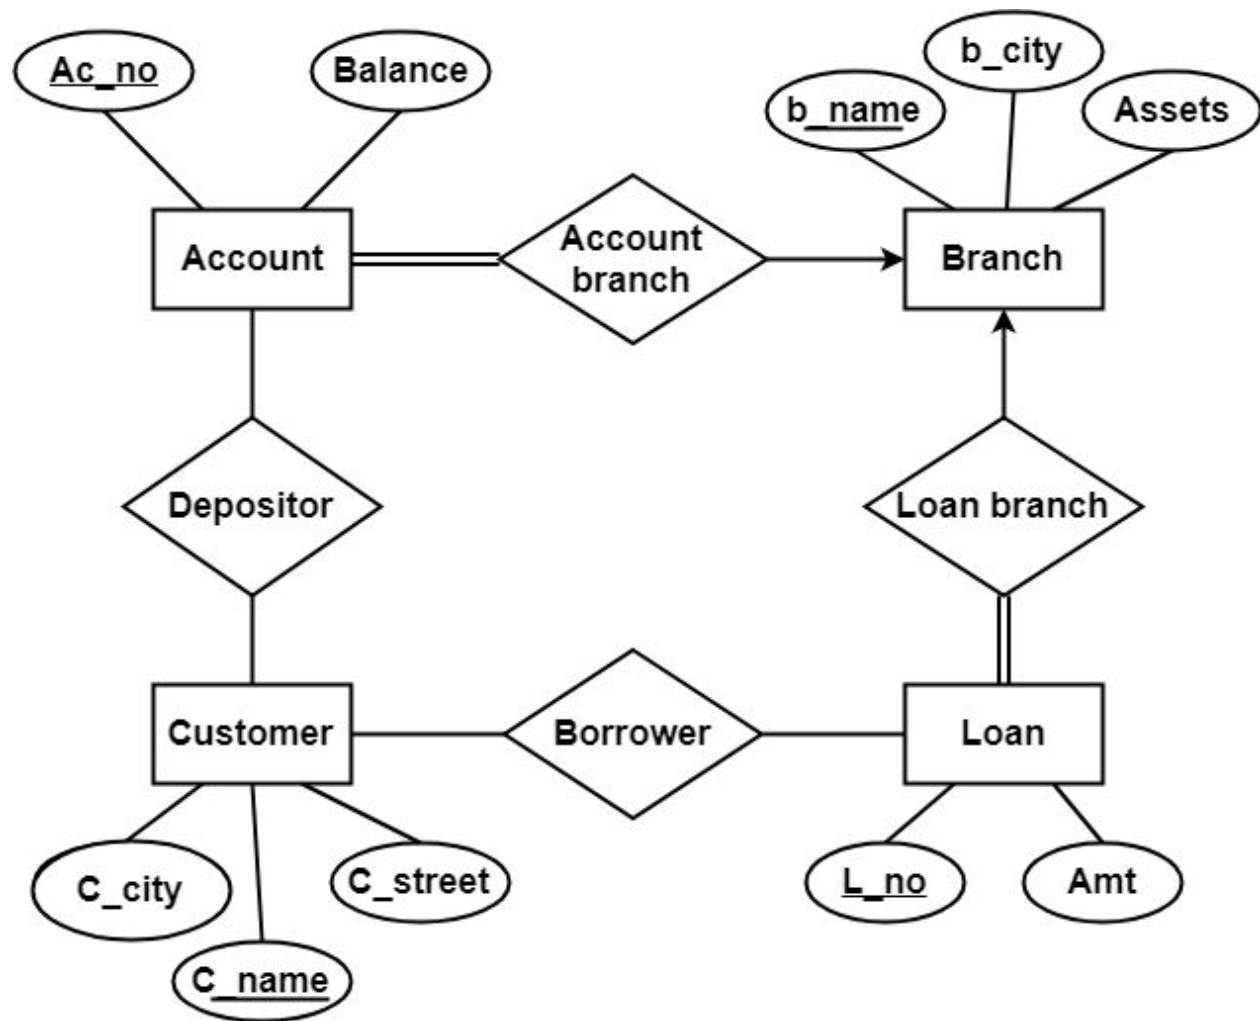 Ac_no
Balance
b_city
b_name
Assets
Account
Account
branch
Branch
Depositor
Loan branch
Customer
Borrower
Loan
C_city
C_street
L_no
Amt
C_name